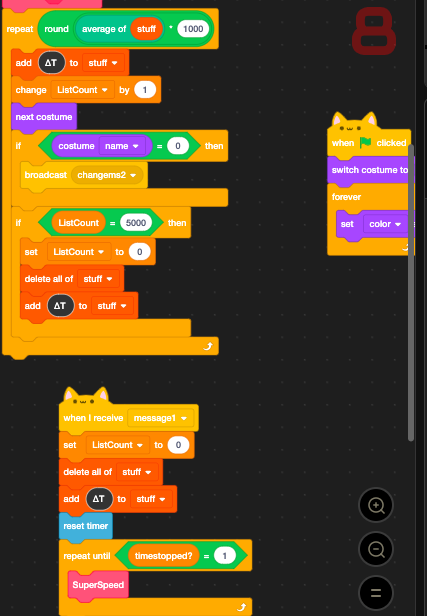 repeat round average of stuff * 1000
add ΔT to stuff
change ListCount by 1
next costume
if costume name = 0 then
broadcast changems2
if ListCount = 5000 then
set ListCount to 0
delete all of stuff
add ΔT to stuff
8
when clicked
switch costume to
forever
set color
when I receive message1
set ListCount to 0
delete all of stuff
add ΔT to stuff
reset timer
repeat until timestopped? = 1
SuperSpeed